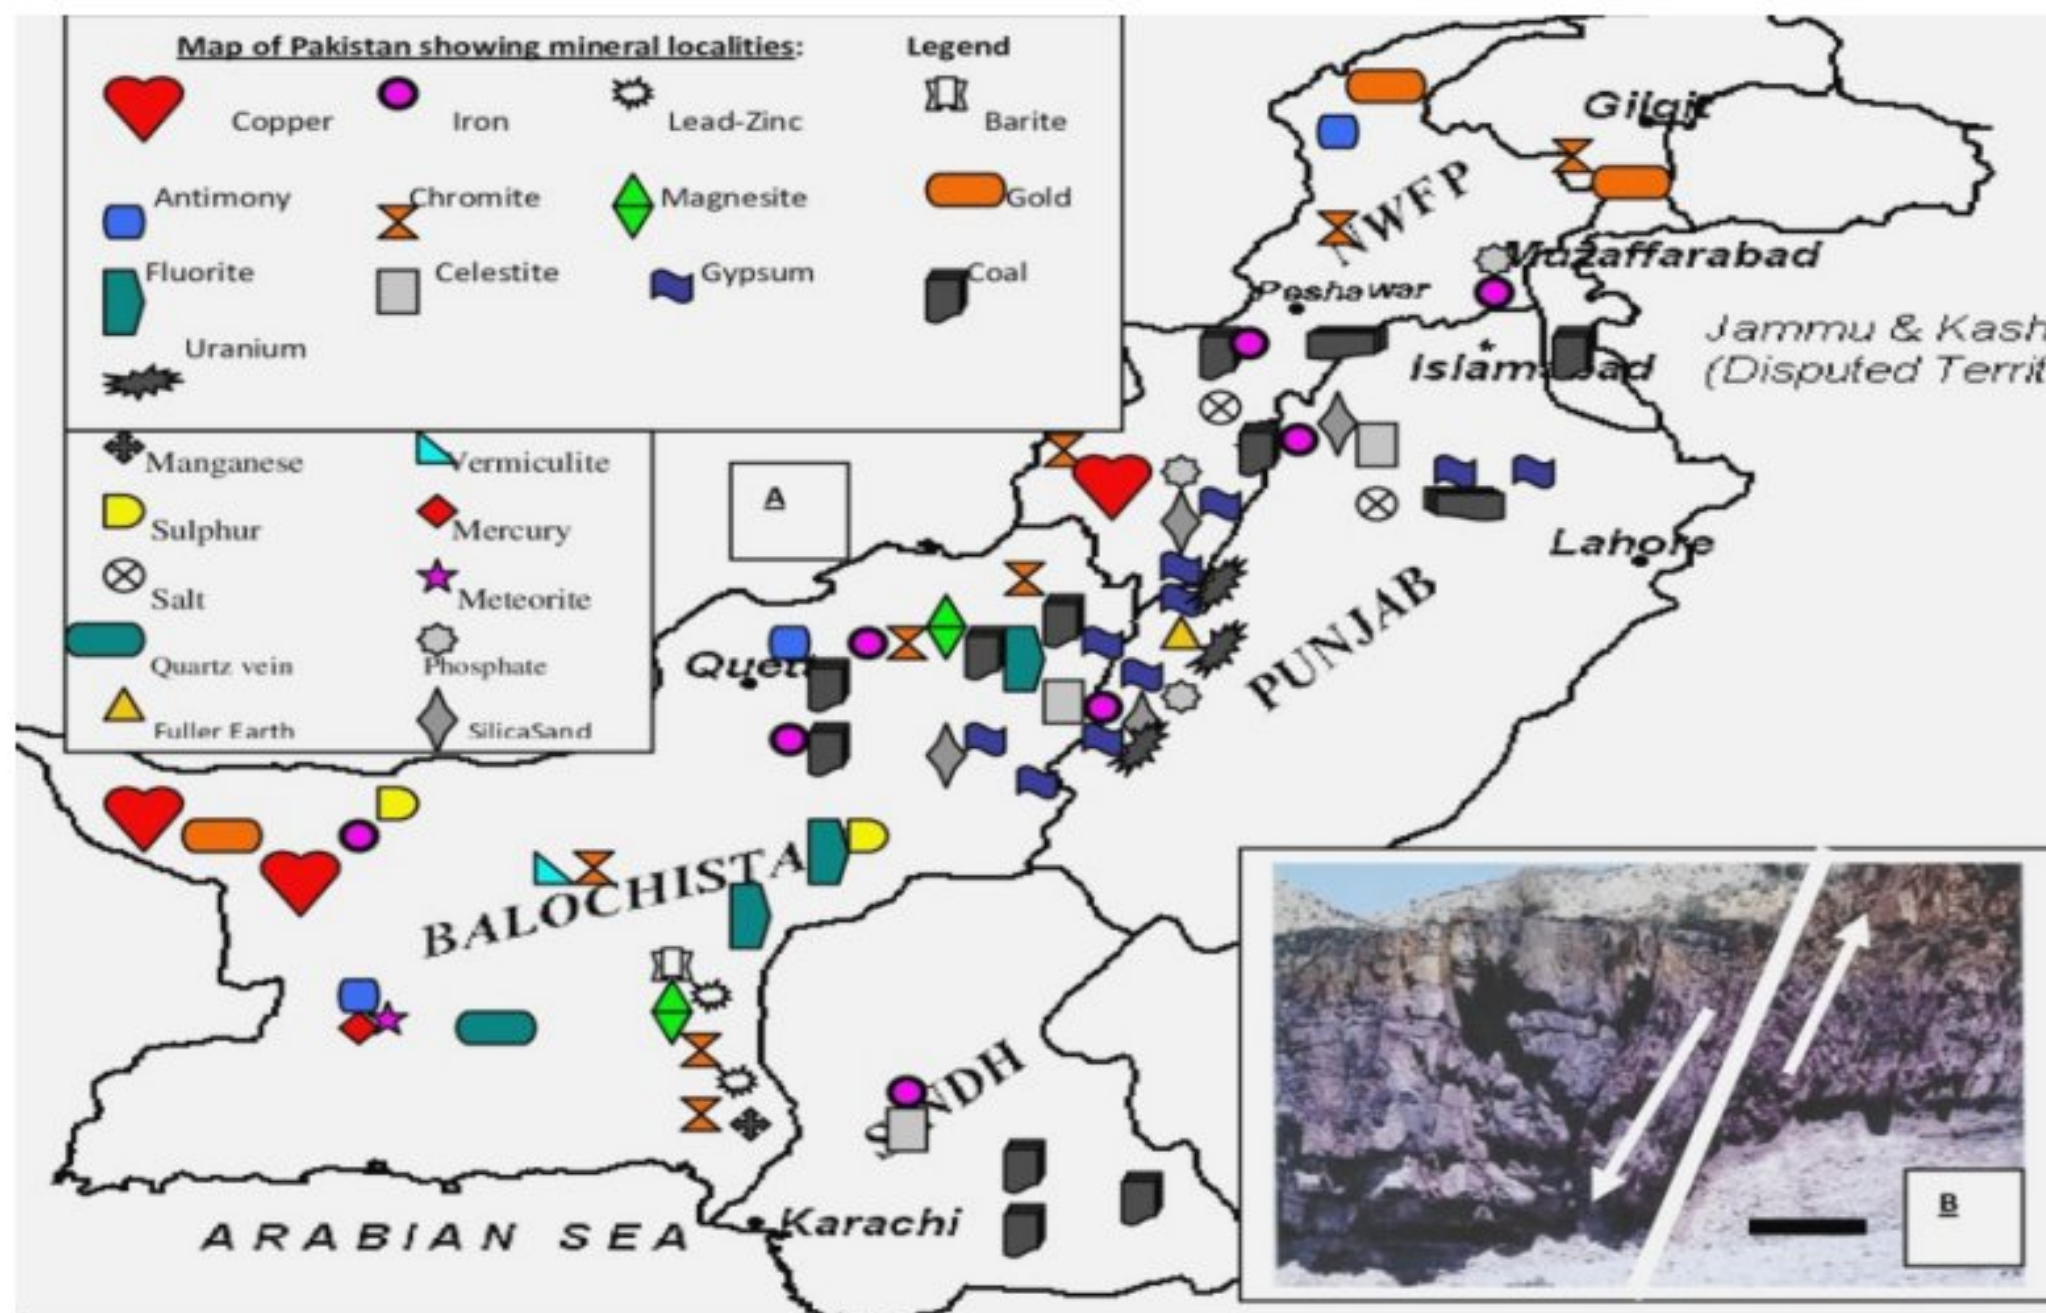 Map of Pakistan showing mineral localities: Legend
Copper Iron Lead-Zinc Barite
Antimony Chromite Magnesite Gold
Fluorite Celestite Gypsum Coal
Uranium
Manganese Vermiculite
Sulphur Mercury
Salt Meteorite
Quartz vein Phosphate
Fuller Earth SilicaSand
A
Gilgit
NWFP
Muzaffarabad
Peshawar
Jammu & Kash
Islamabad
(Disputed Territ
Lahore
PUNJAB
Quett
BALOCHISTA
NDH
Karachi
ARABIAN SEA
B